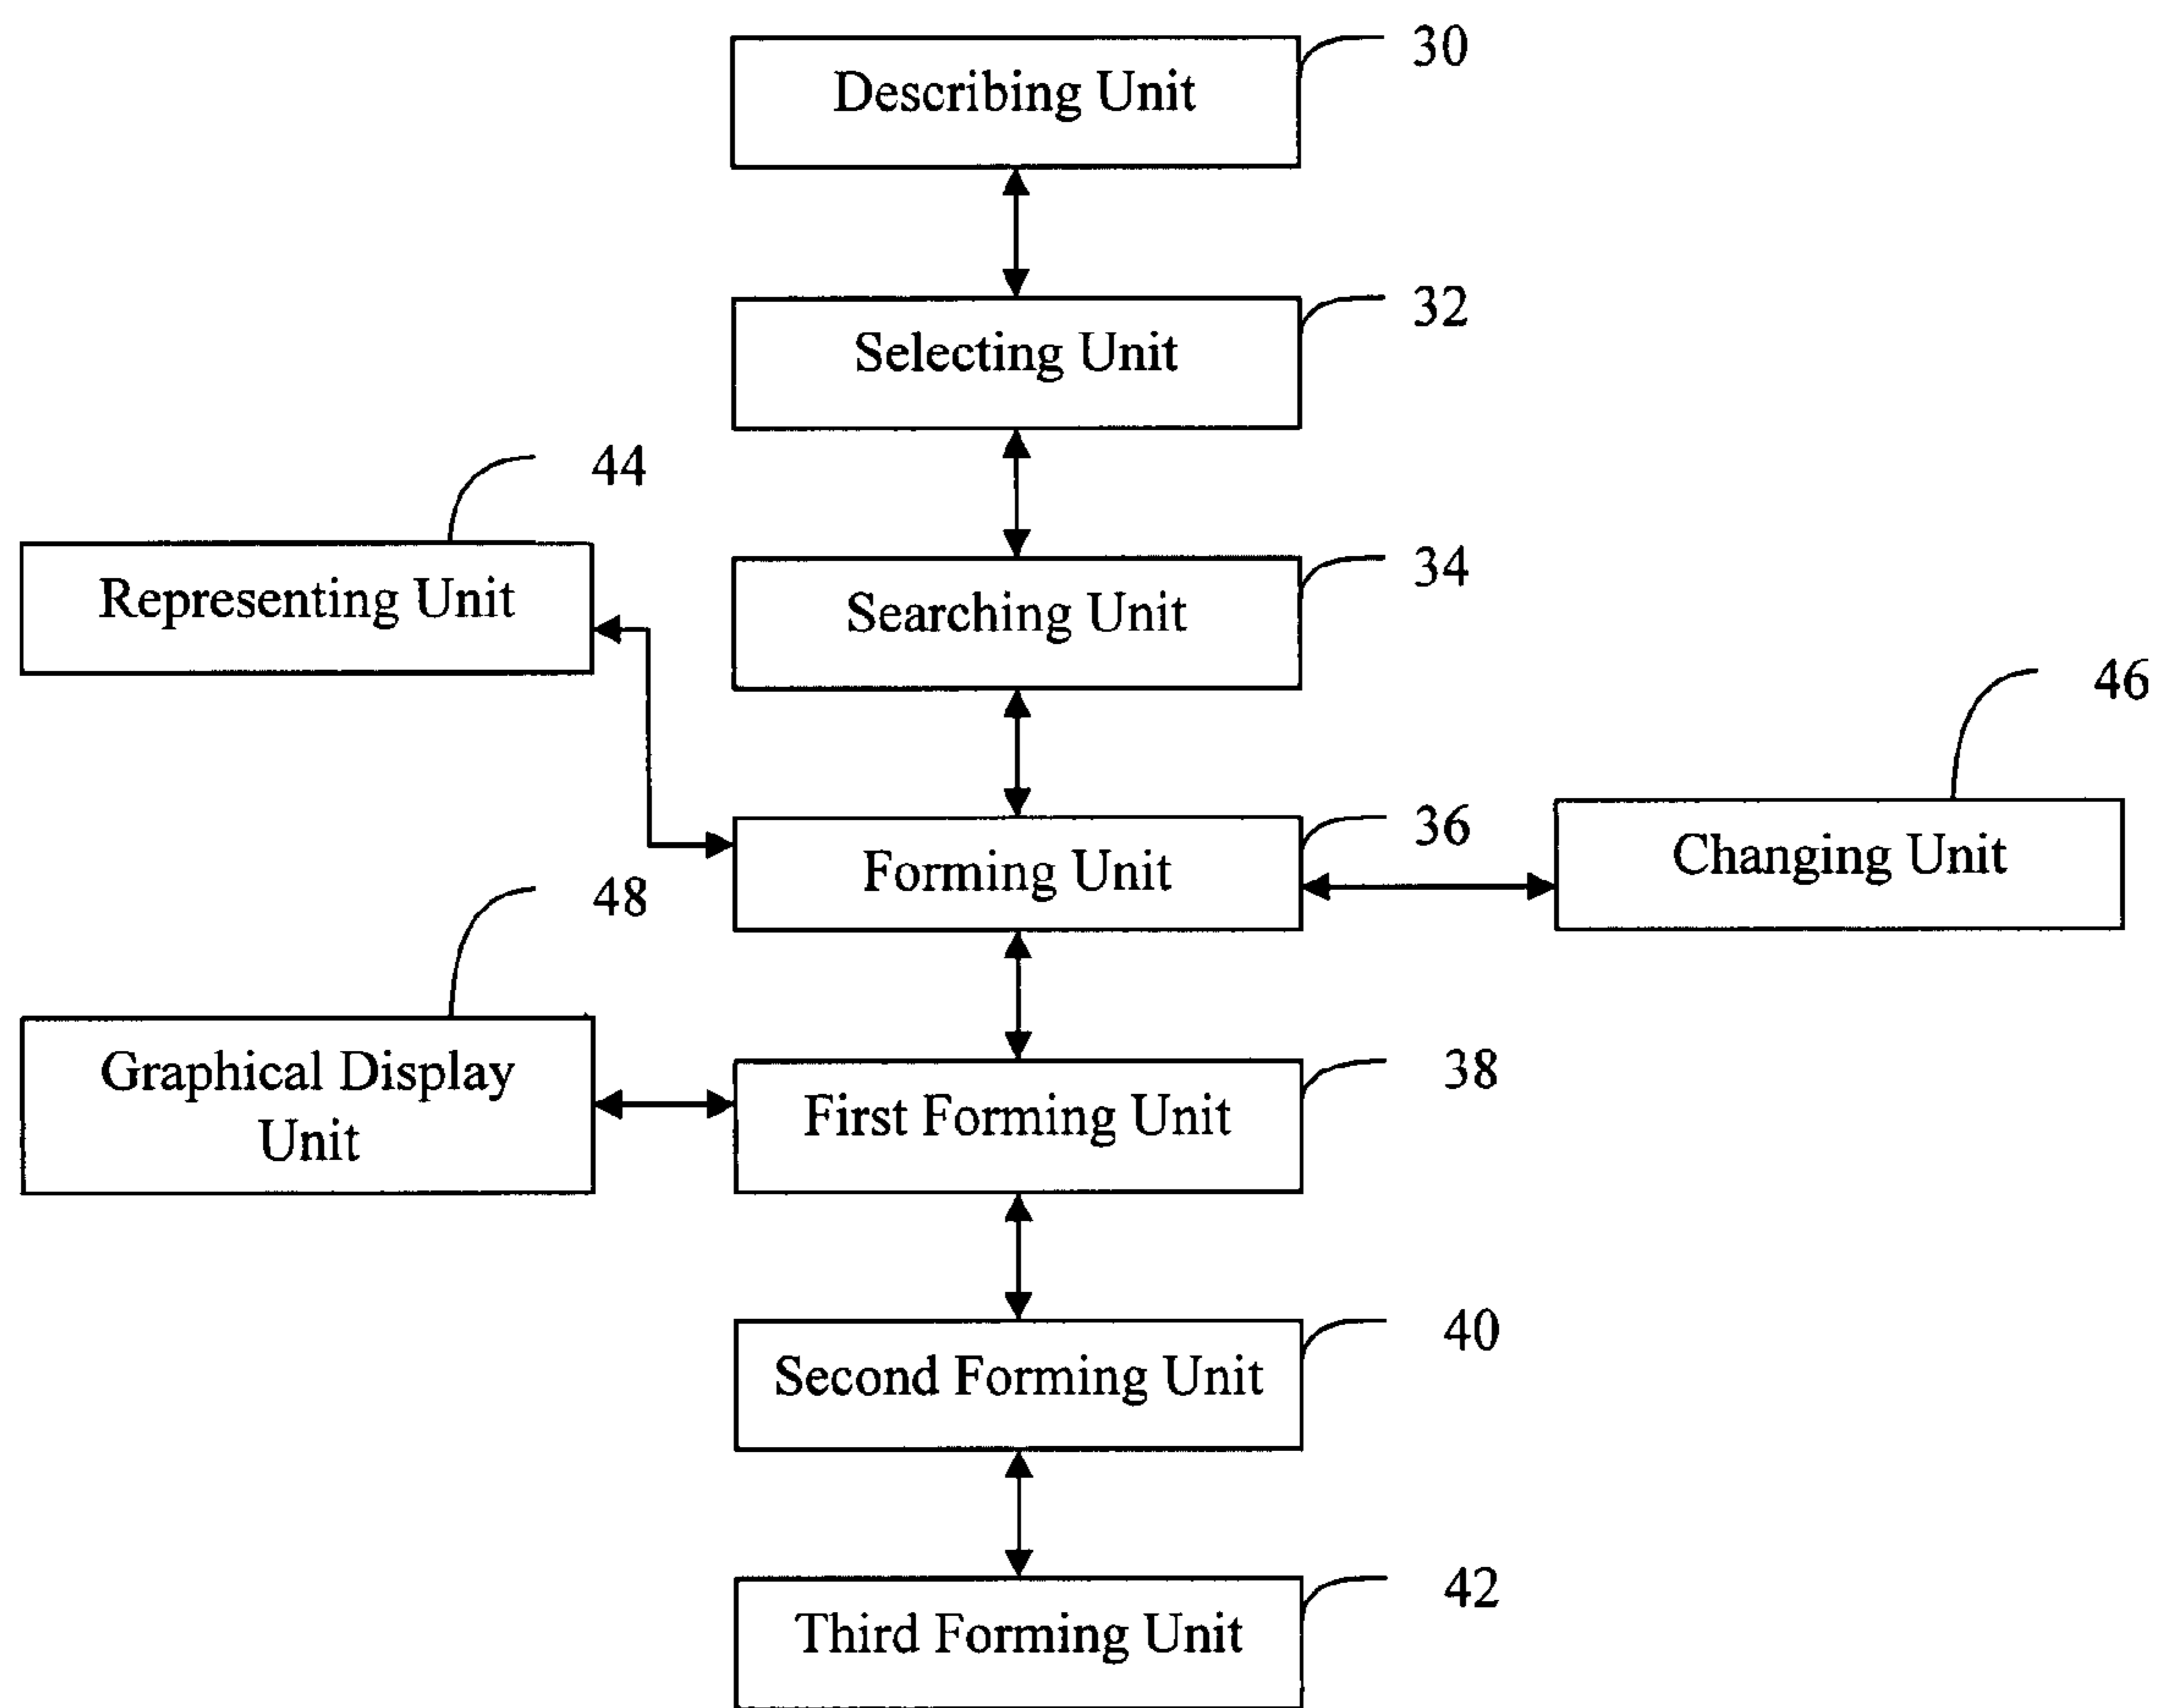 30
Describing Unit
32
Selecting Unit
44
34
Representing Unit
Searching Unit
46
36
Changing Unit
Forming Unit
48
38
Graphical Display
Unit
First Forming Unit
40
Second Forming Unit
42
Third Forming Unit